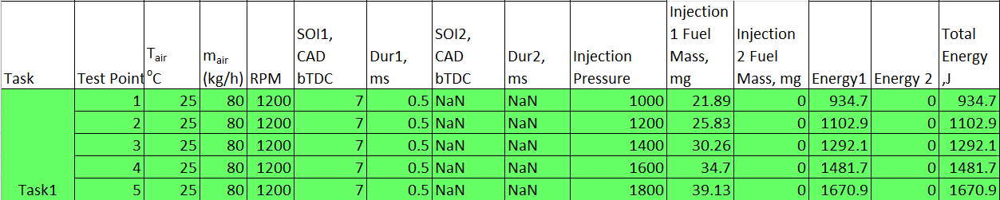 Task Test Point Tair oC mair (kg/h) RPM SOI1, CAD bTDC Dur1, ms SOI2, CAD bTDC Dur2, ms Injection Pressure Injection 1 Fuel Mass, mg Injection 2 Fuel Mass, mg Energy1 Energy 2 Total Energy ,J
1 25 80 1200 7 0.5 NaN NaN 1000 21.89 0 934.7 0 934.7
2 25 80 1200 7 0.5 NaN NaN 1200 25.83 0 1102.9 0 1102.9
3 25 80 1200 7 0.5 NaN NaN 1400 30.26 0 1292.1 0 1292.1
4 25 80 1200 7 0.5 NaN NaN 1600 34.7 0 1481.7 0 1481.7
Task1 5 25 80 1200 7 0.5 NaN NaN 1800 39.13 0 1670.9 0 1670.9